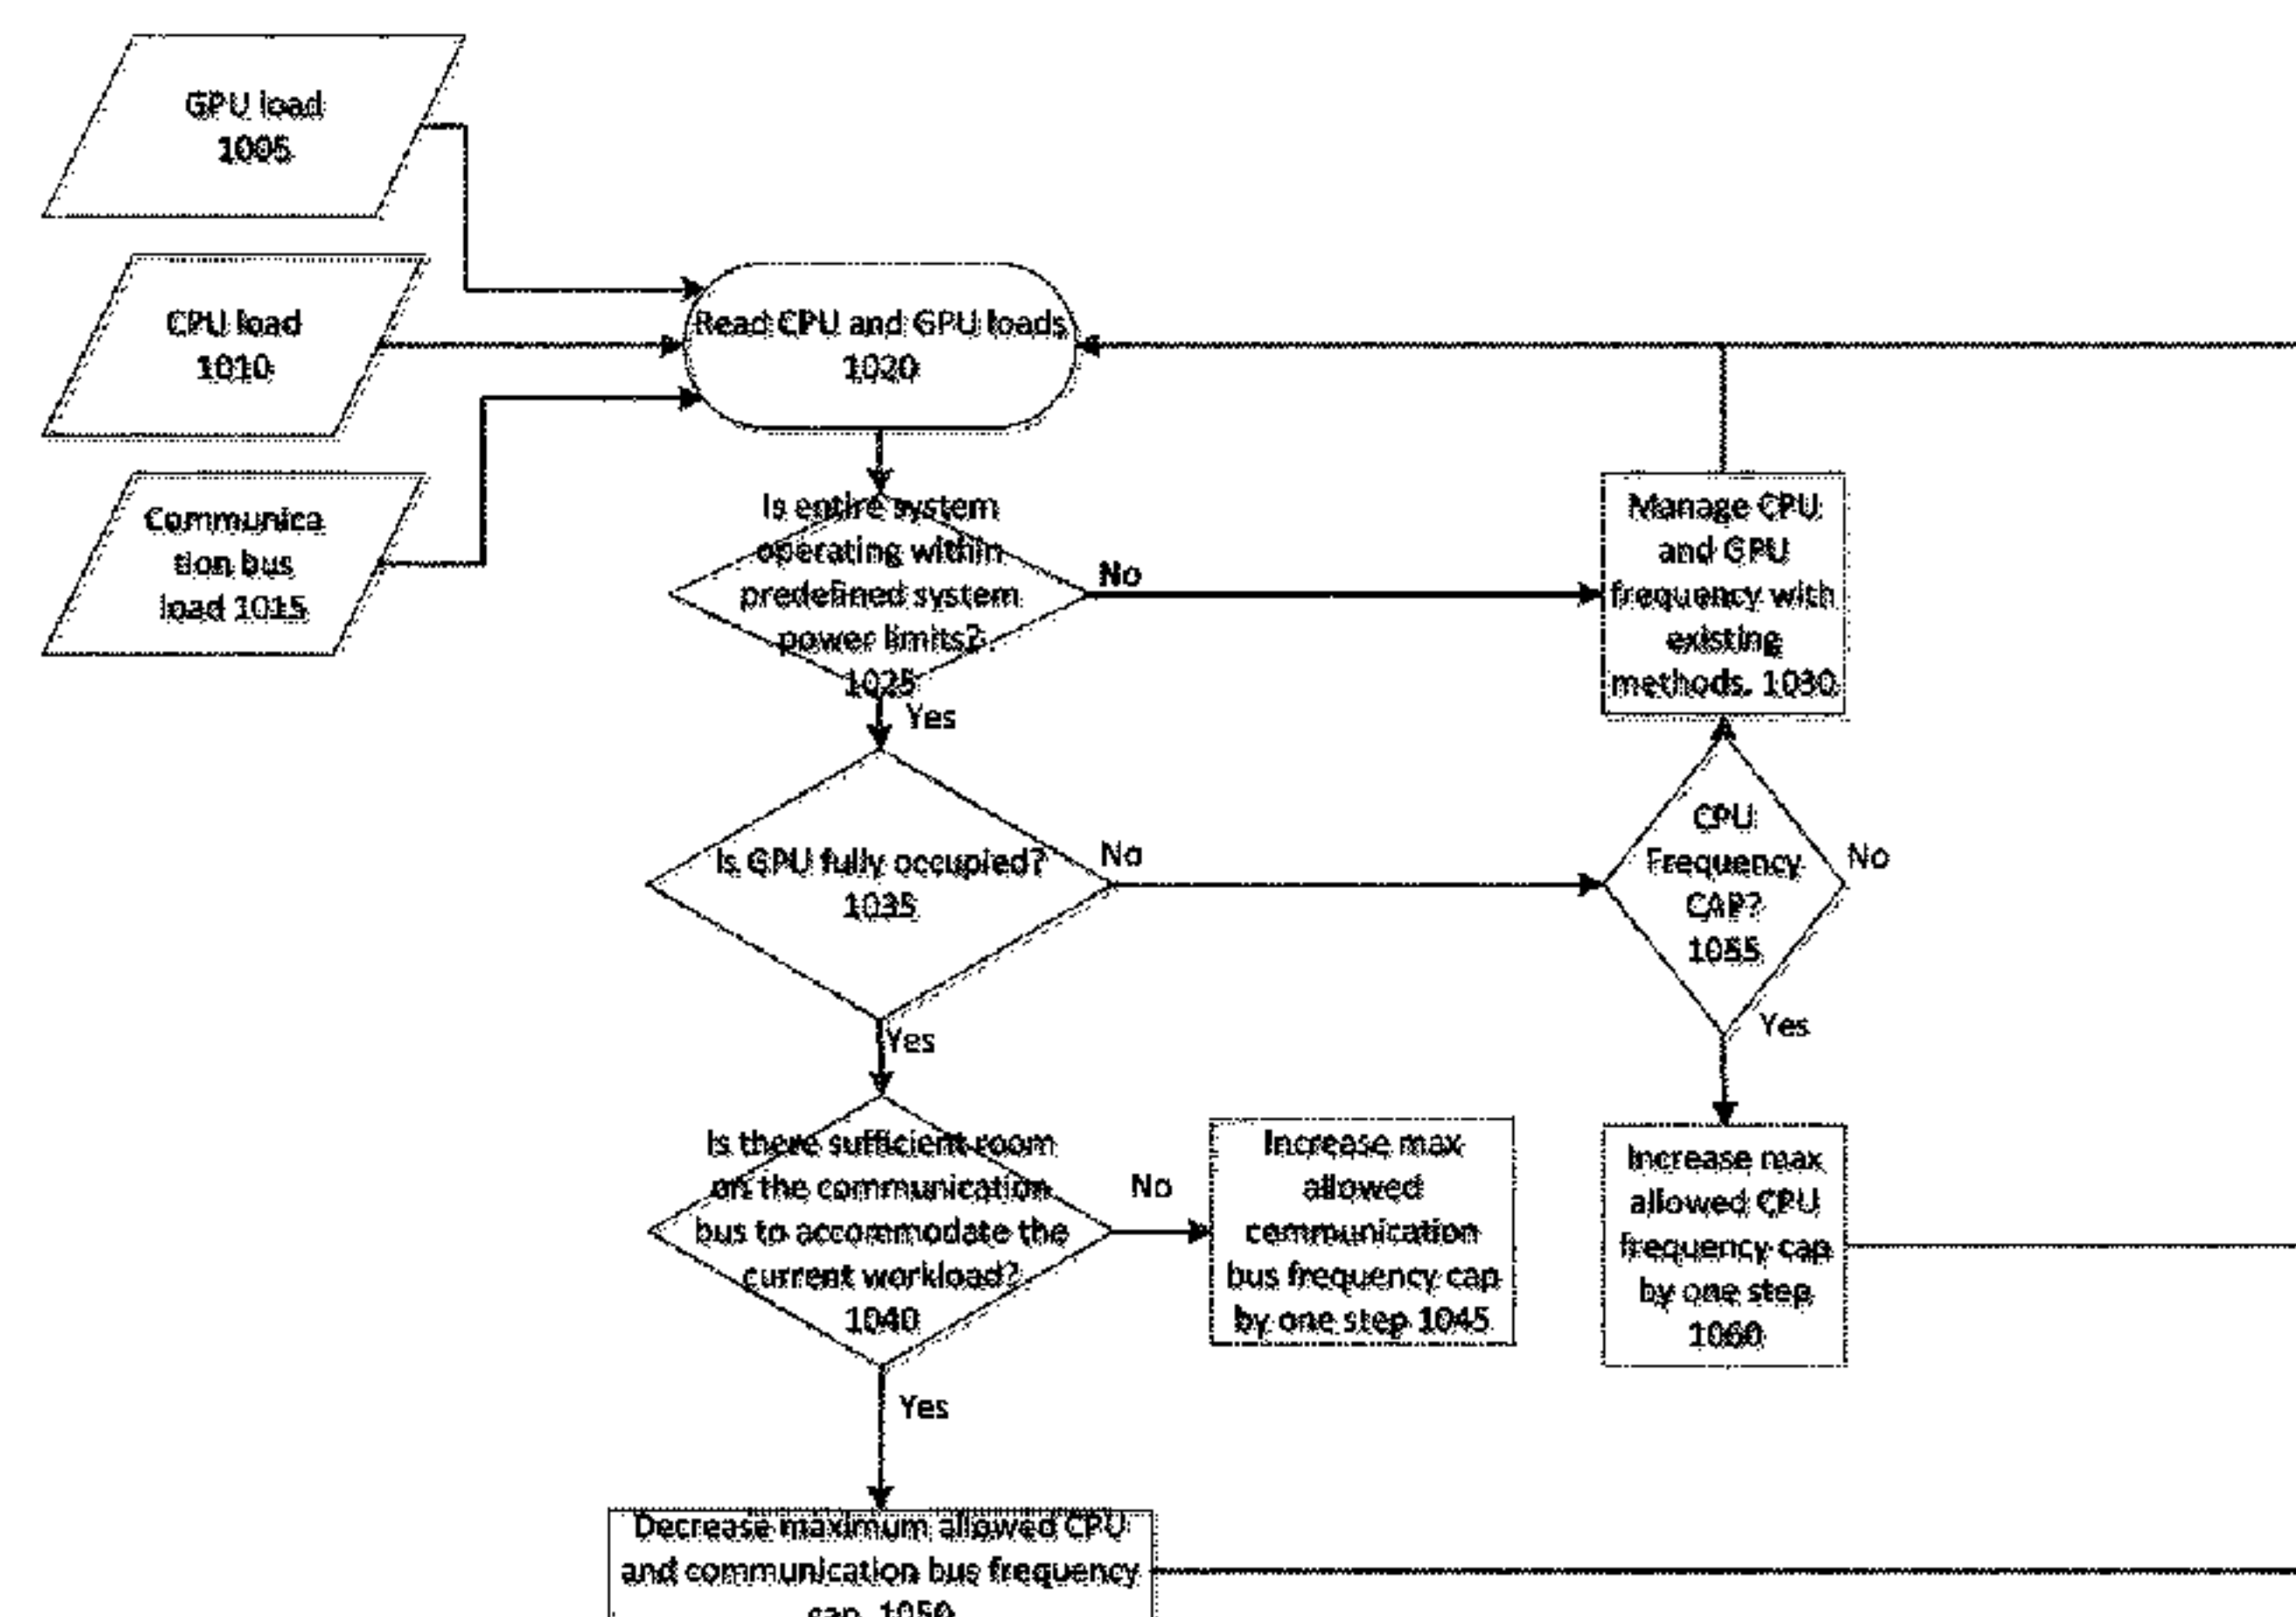 GPU load
1005
CPU load
1010
Communica
tion bus
load 1015
Read CPU and GPU loads
1020
Is entire system
operating within
predefined system
power limits?
1025
No
Yes
Manage CPU
and GPU
frequency with
existing
methods. 1030
Is GPU fully occupied?
1035
No
Yes
CPU
Frequency
CAP?
1055
No
Yes
Is there sufficient room
on the communication
bus to accommodate the
current workload?
1040
No
Yes
Increase max
allowed
communication
bus frequency cap
by one step 1045
Increase max
allowed CPU
frequency cap
by one step
1060
Decrease maximum allowed CPU
and communication bus frequency
cap. 1050